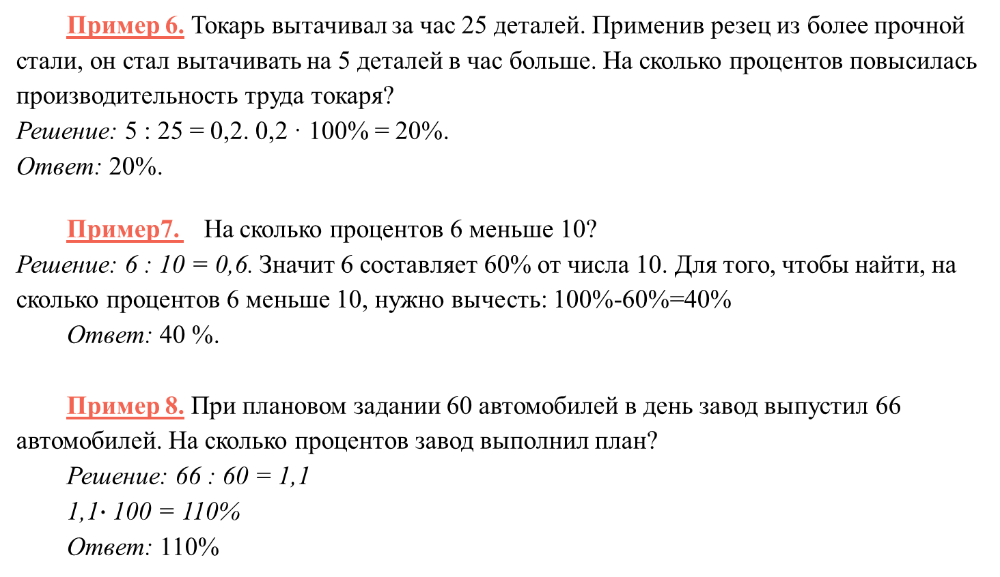 Пример 6. Токарь вытачивал за час 25 деталей. Применив резец из более прочной
стали, он стал вытачивать на 5 деталей в час больше. На сколько процентов повысилась
производительность труда токаря?
Решение: 5 : 25 = 0,2. 0,2 · 100% = 20%.
Ответ: 20%.
Пример7. На сколько процентов 6 меньше 10?
Решение: 6 : 10 = 0,6. Значит 6 составляет 60% от числа 10. Для того, чтобы найти, на
сколько процентов 6 меньше 10, нужно вычесть: 100%-60%=40%
Ответ: 40 %.
Пример 8. При плановом задании 60 автомобилей в день завод выпустил 66
автомобилей. На сколько процентов завод выполнил план?
Решение: 66 : 60 = 1,1
1,1· 100 = 110%
Ответ: 110%